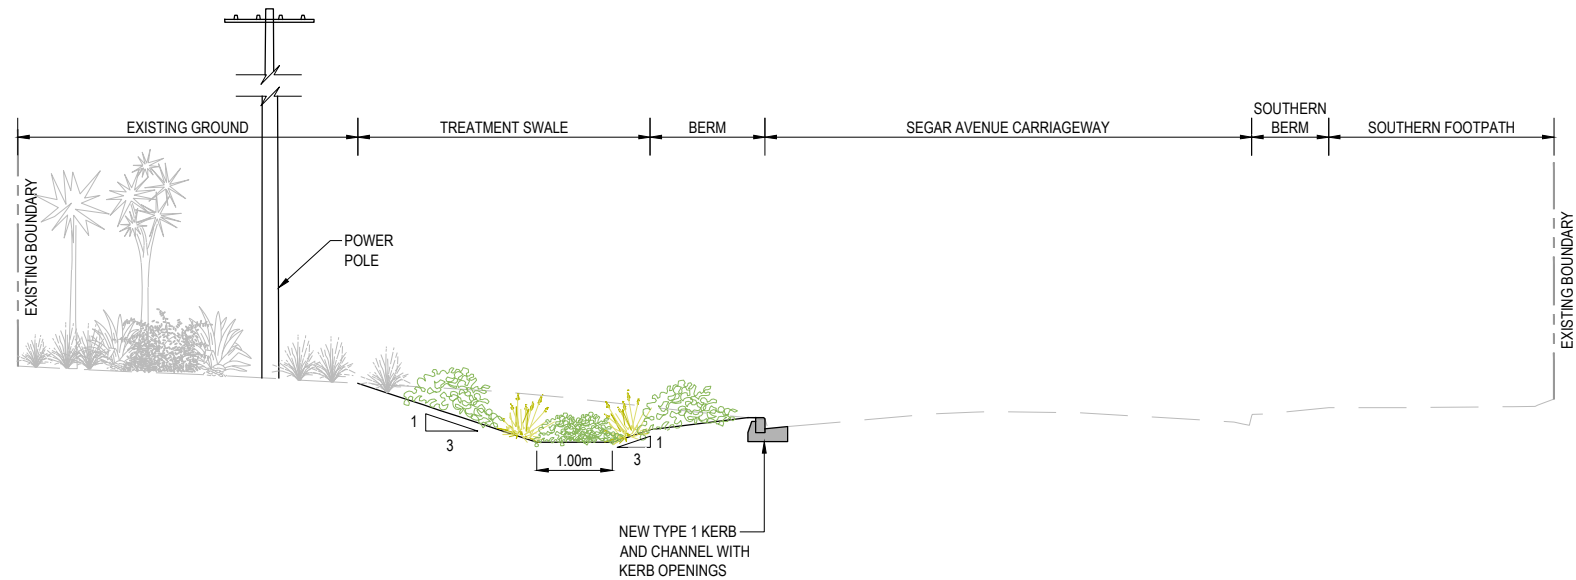 EXISTING GROUND
TREATMENT SWALE
BERM
SEGAR AVENUE CARRIAGEWAY
SOUTHERN
BERM
SOUTHERN FOOTPATH
EXISTING BOUNDARY
POWER
POLE
EXISTING BOUNDARY
1
3
1.00m
1
3
NEW TYPE 1 KERB
AND CHANNEL WITH
KERB OPENINGS